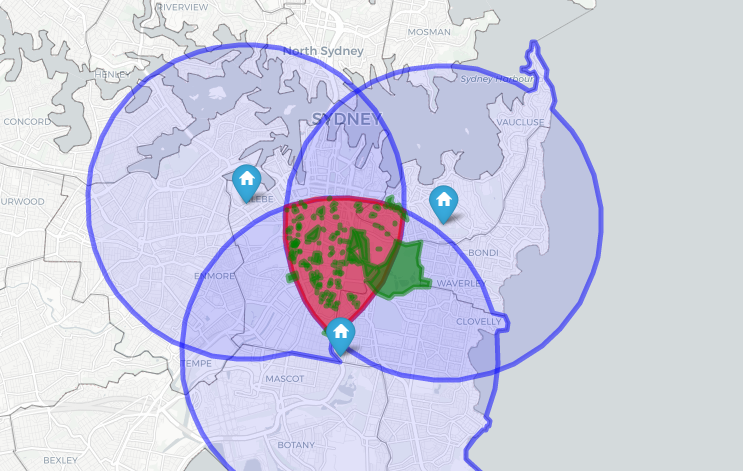 RIVERVIEW
MOSMAN
North Sydney
HENLEY
Sydney Harbour
CONCORD
SYDNEY
VAUCLUSE
URWOOD
LEBE
BONDI
ENMORE
WAVERLEY
CLOVELLY
TEMPE
MASCOT
BOTANY
BEXLEY